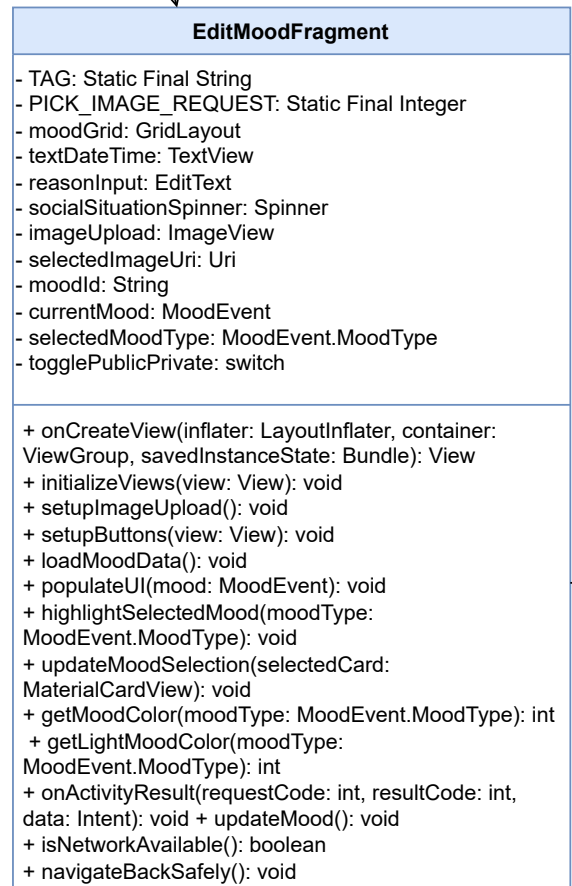 EditMoodFragment
- TAG: Static Final String
- PICK_IMAGE_REQUEST: Static Final Integer
- moodGrid: GridLayout
- textDateTime: TextView
- reasonInput: EditText
- socialSituationSpinner: Spinner
- imageUpload: ImageView
- selectedImageUri: Uri
- moodId: String
- currentMood: MoodEvent
- selectedMoodType: MoodEvent.MoodType
- togglePublicPrivate: switch
+ onCreateView(inflater: LayoutInflater, container:
ViewGroup, savedInstanceState: Bundle): View
+ initializeViews(view: View): void
+ setupImageUpload(): void
+ setupButtons(view: View): void
+ loadMoodData(): void
+ populateUI(mood: MoodEvent): void
+ highlightSelectedMood(moodType:
MoodEvent.MoodType): void
+ updateMoodSelection(selectedCard:
MaterialCardView): void
+ getMoodColor(moodType: MoodEvent.MoodType): int
+ getLightMoodColor(moodType:
MoodEvent.MoodType): int
+ onActivityResult(requestCode: int, resultCode: int,
data: Intent): void + updateMood(): void
+ isNetworkAvailable(): boolean
+ navigateBackSafely(): void